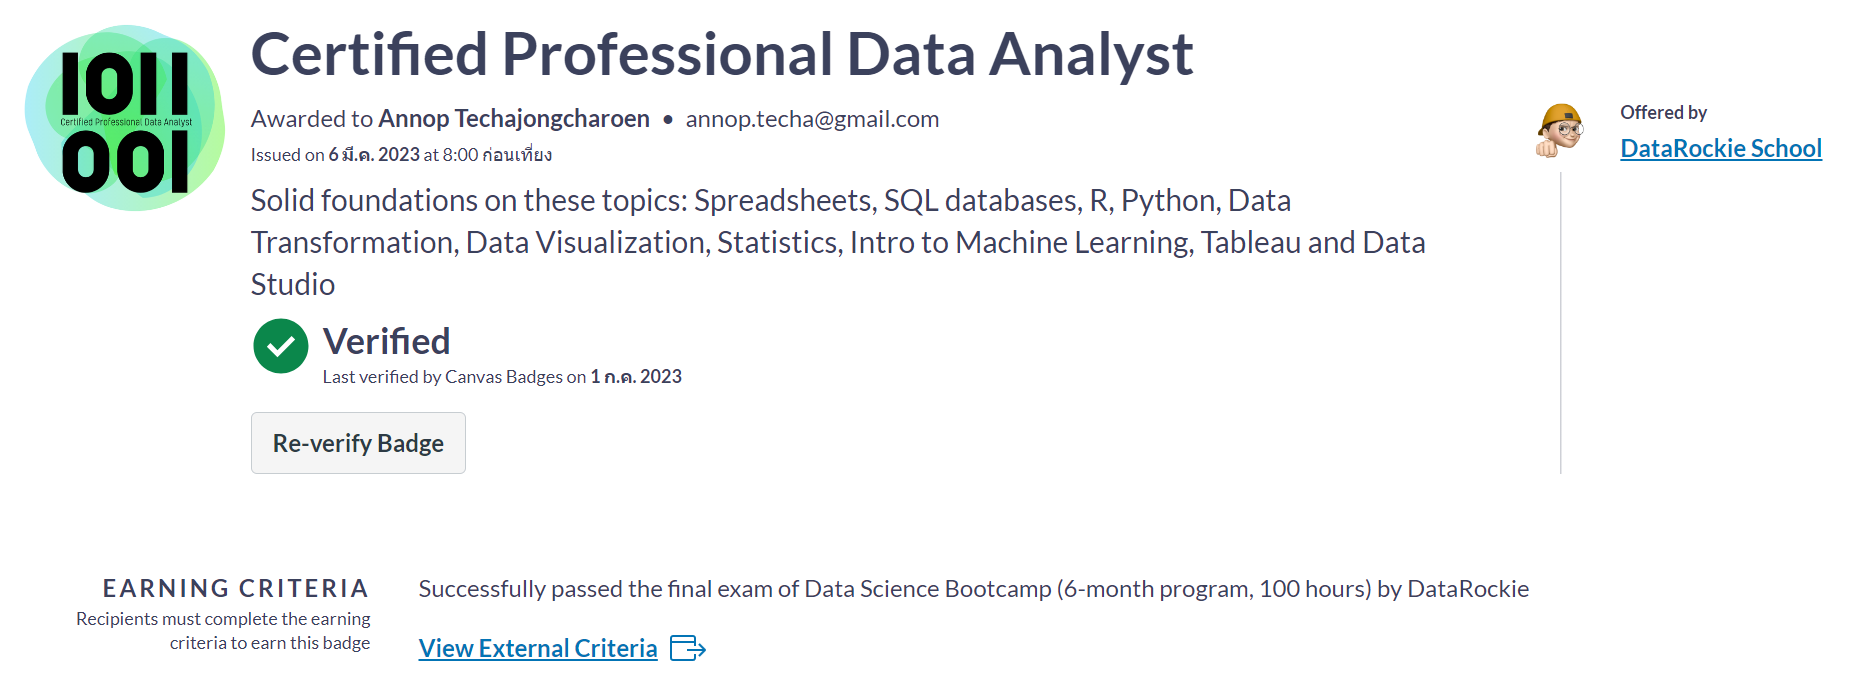 IOII
Certified Professional Data Analyst
OOI
Certified Professional Data Analyst
Awarded to Annop Techajongcharoen • annop.techa@gmail.com
Issued on 6 มี.ค. 2023 at 8:00 ก่อนเที่ยง
Solid foundations on these topics: Spreadsheets, SQL databases, R, Python, Data
Transformation, Data Visualization, Statistics, Intro to Machine Learning, Tableau and Data
Studio
Verified
Last verified by Canvas Badges on 1 ก.ค. 2023
Re-verify Badge
Offered by
DataRockie School
EARNING CRITERIA
Recipients must complete the earning
criteria to earn this badge
Successfully passed the final exam of Data Science Bootcamp (6-month program, 100 hours) by DataRockie
View External Criteria